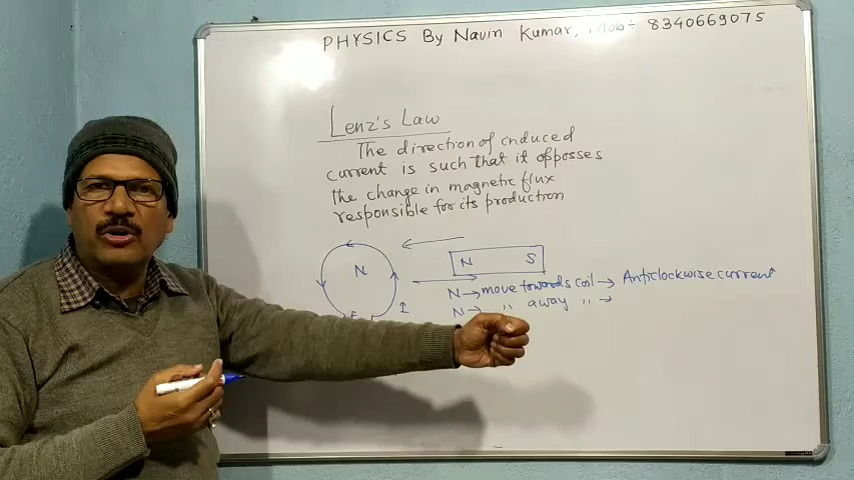 PHYSICS By Navin Kumar, Mob÷ 8340669075
Lenz's Law
The direction of induced
current is such that it opposses
the change in magnetic flux
responsible for its production
N
N S
N → move towards coil → Anticlockwise current
N → " away " →
I